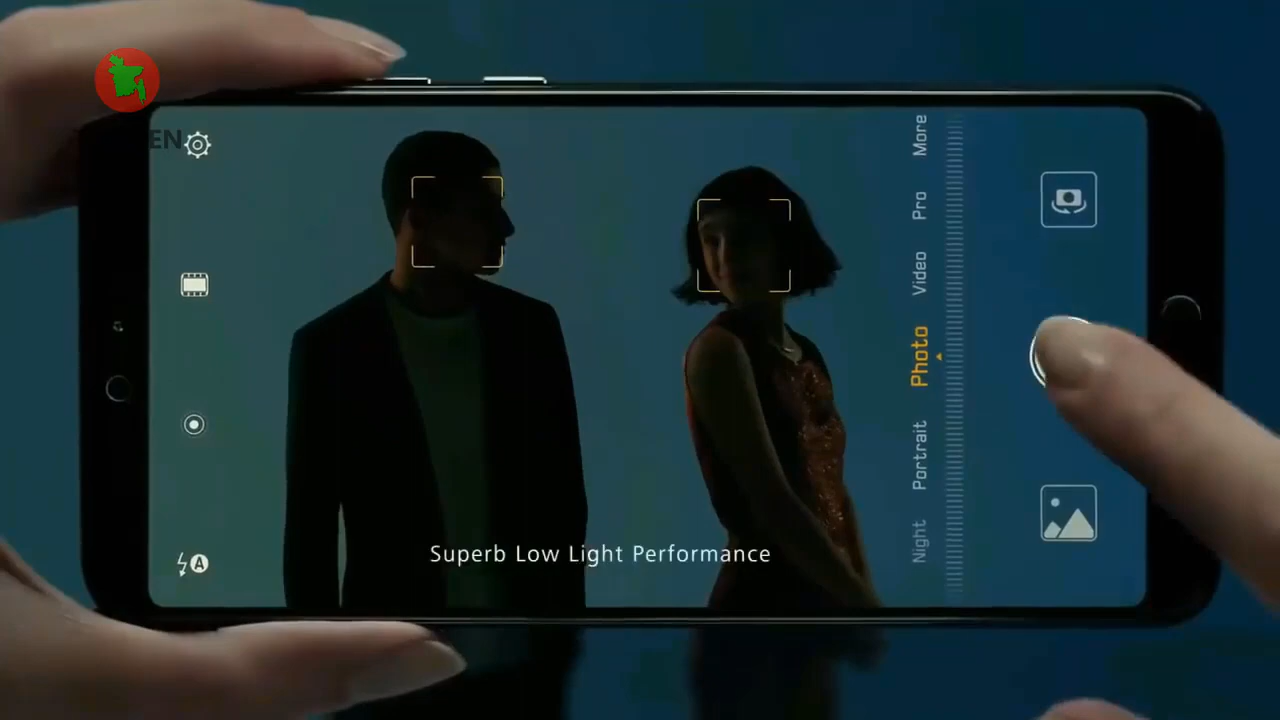 EN
More
Pro
Video
Photo
Portrait
Night
A
Superb Low Light Performance